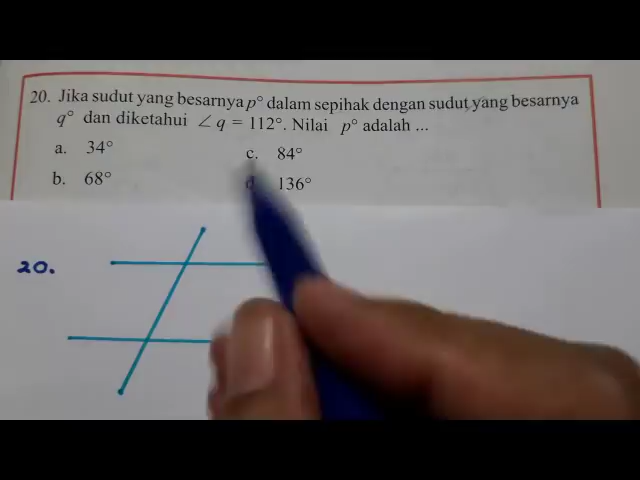 20. Jika sudut yang besarnya p° dalam sepihak dengan sudut yang besarnya
q° dan diketahui ∠ q = 112°. Nilai p° adalah ...
a. 34°
c. 84°
b. 68°
d. 136°
20.